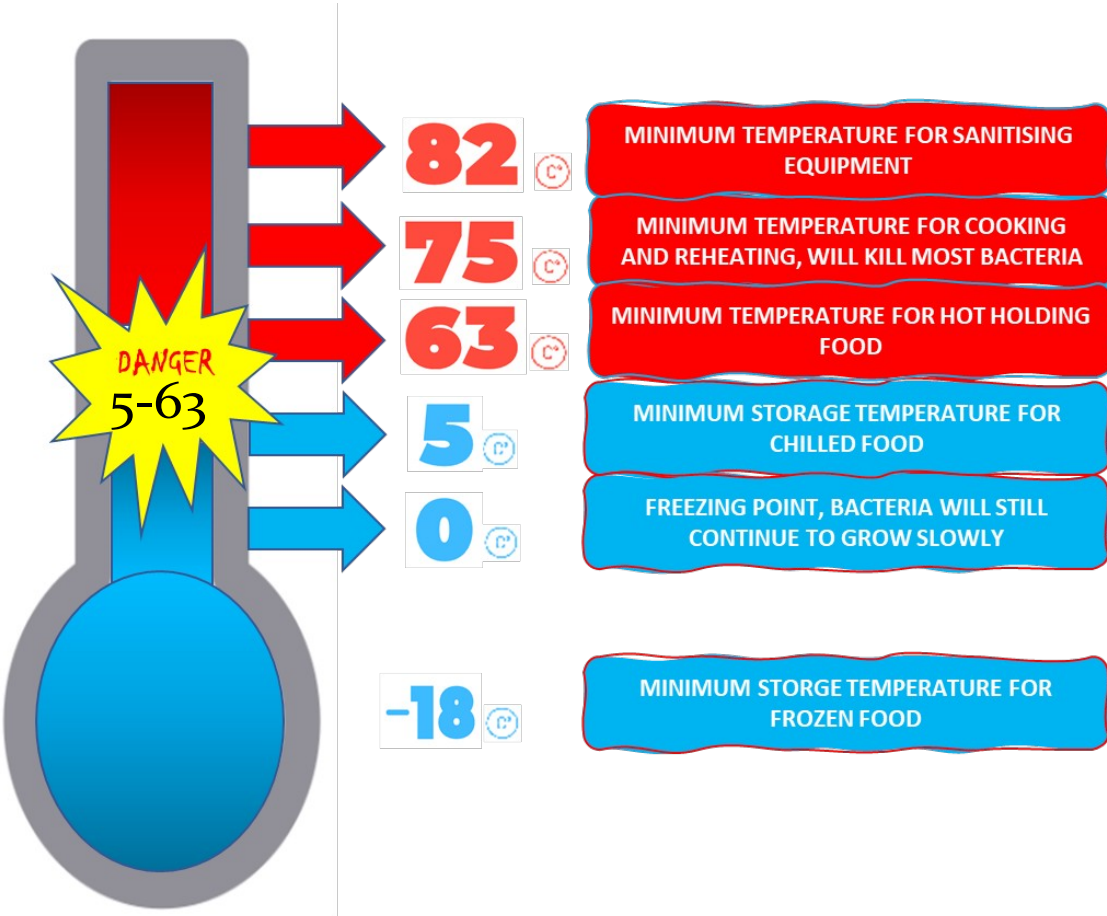 82 C°
MINIMUM TEMPERATURE FOR SANITISING
EQUIPMENT
75 C°
MINIMUM TEMPERATURE FOR COOKING
AND REHEATING, WILL KILL MOST BACTERIA
63 C°
MINIMUM TEMPERATURE FOR HOT HOLDING
FOOD
DANGER
5-63
5 C°
MINIMUM STORAGE TEMPERATURE FOR
CHILLED FOOD
0 C°
FREEZING POINT, BACTERIA WILL STILL
CONTINUE TO GROW SLOWLY
-18 C°
MINIMUM STORGE TEMPERATURE FOR
FROZEN FOOD